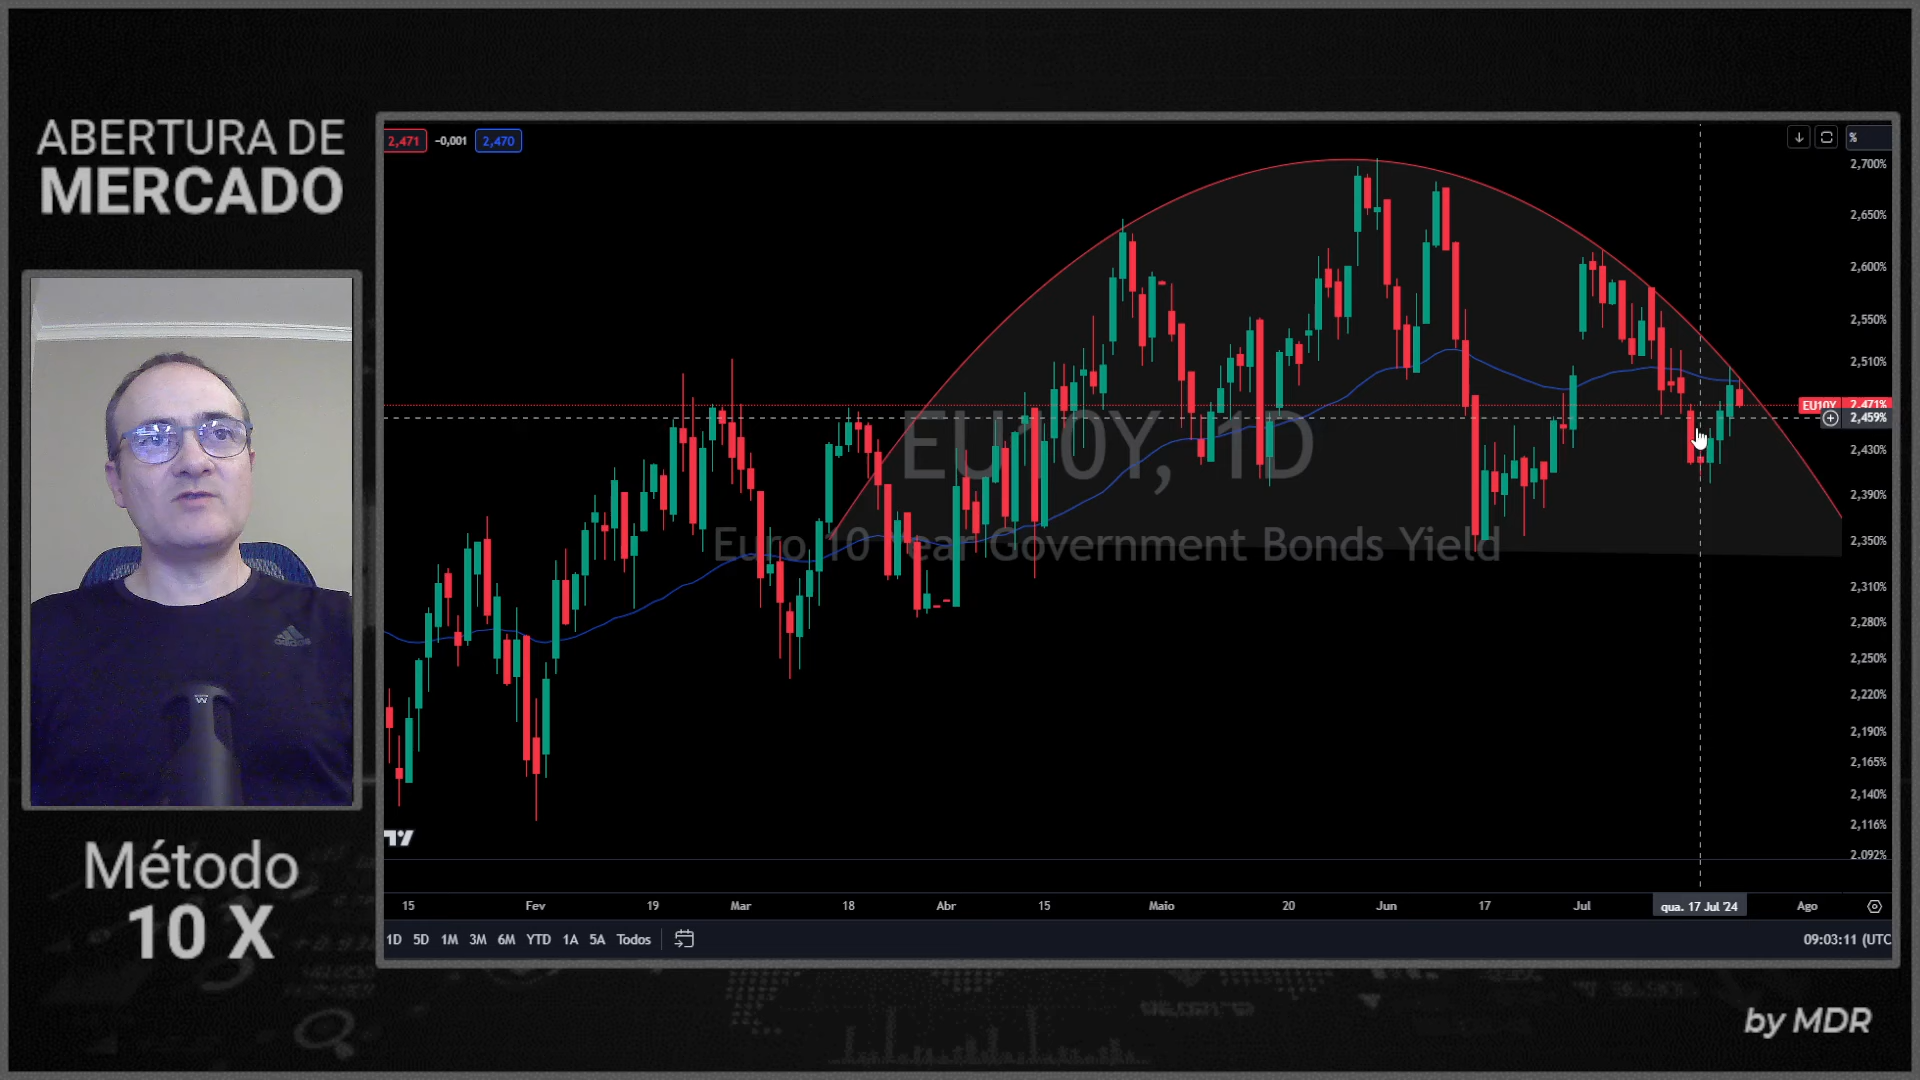 ABERTURA DE
MERCADO
2,471 -0,001 2,470
%
2,700%
2,650%
2,600%
2,550%
2,510%
EU10Y 2,471%
2,459%
2,430%
2,390%
2,350%
2,310%
2,280%
2,250%
2,220%
2,190%
2,165%
2,140%
2,116%
2,092%
EU10Y, 1D
Euro 10 Year Government Bonds Yield
adidas
W
15 Fev 19 Mar 18 Abr 15 Maio 20 Jun 17 Jul qua. 17 Jul '24 Ago
1D 5D 1M 3M 6M YTD 1A 5A Todos
09:03:11 (UTC
Método
10 X
by MDR